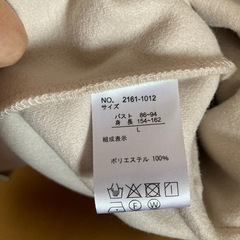 NO. 2161-1012
サイズ
バスト 86~94
身長 154~162
L
組成表示
ポリエステル 100%